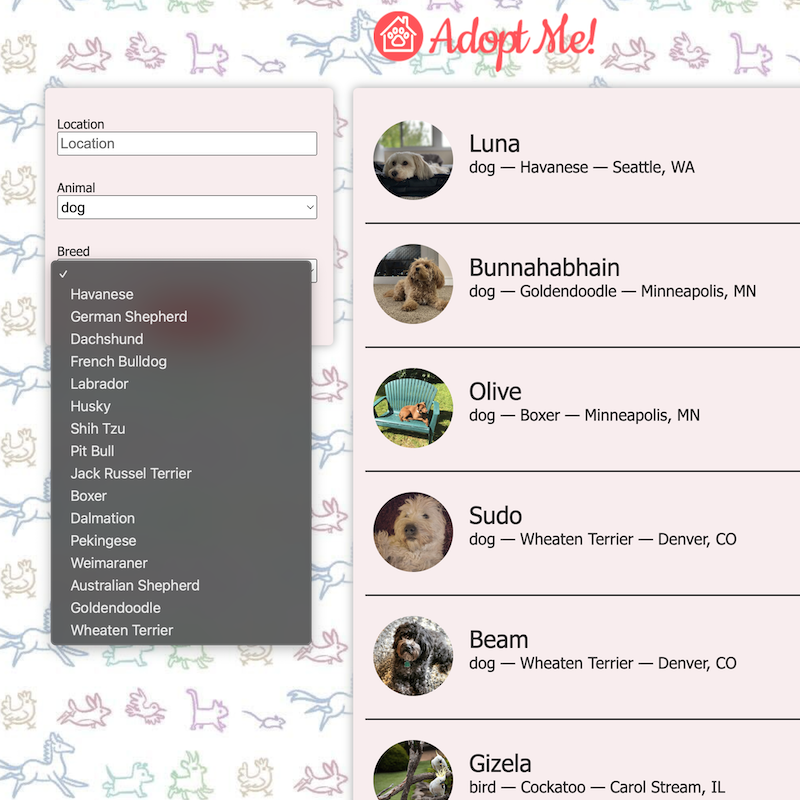 Adopt Me!
Location
Location
Animal
dog
Breed
✓
Havanese
German Shepherd
Dachshund
French Bulldog
Labrador
Husky
Shih Tzu
Pit Bull
Jack Russel Terrier
Boxer
Dalmation
Pekingese
Weimaraner
Australian Shepherd
Goldendoodle
Wheaten Terrier
Luna
dog — Havanese — Seattle, WA
Bunnahabhain
dog — Goldendoodle — Minneapolis, MN
Olive
dog — Boxer — Minneapolis, MN
Sudo
dog — Wheaten Terrier — Denver, CO
Beam
dog — Wheaten Terrier — Denver, CO
Gizela
bird — Cockatoo — Carol Stream, IL